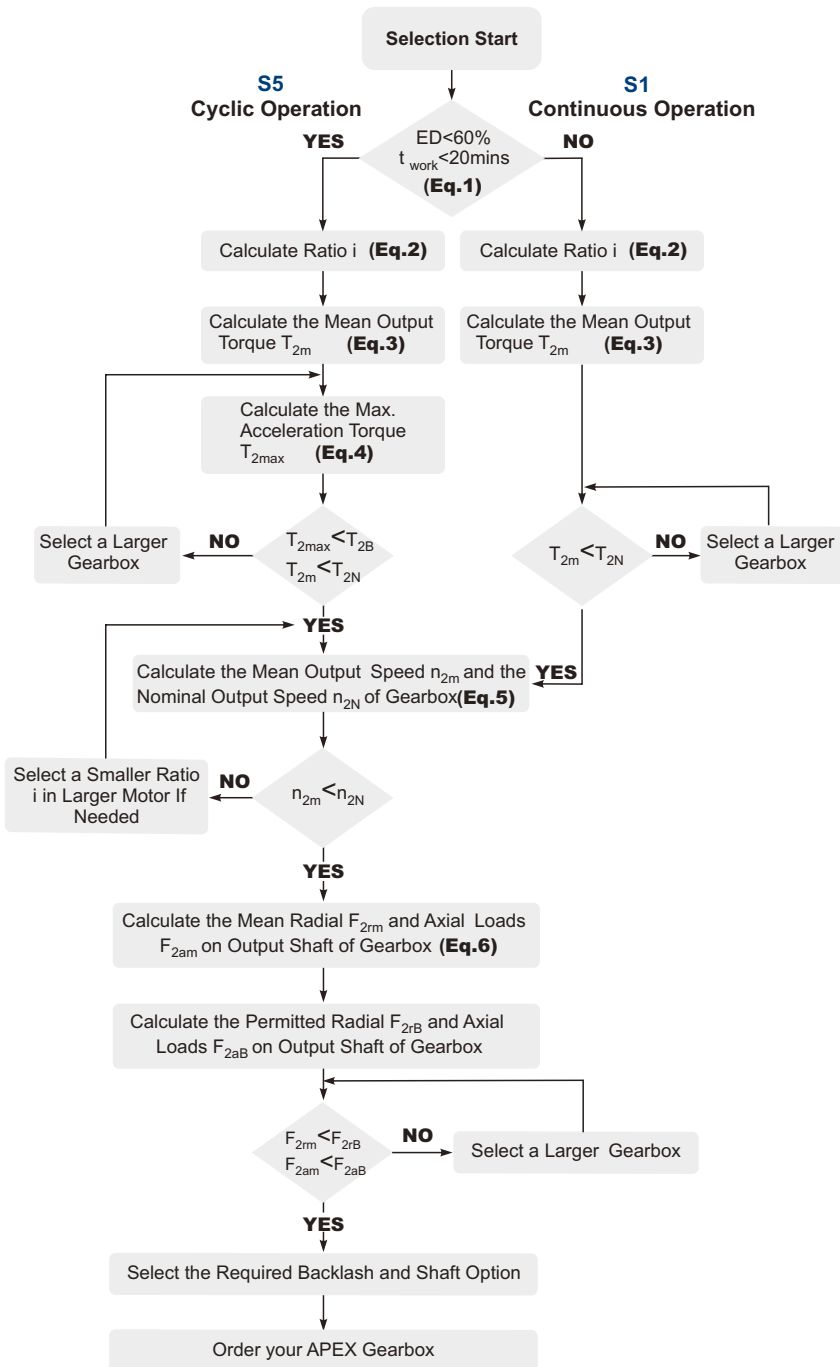 Selection Start
S5
Cyclic Operation
S1
Continuous Operation
YES
ED<60%
t work<20mins
(Eq.1)
NO
Calculate Ratio i (Eq.2)
Calculate Ratio i (Eq.2)
Calculate the Mean Output
Torque T2m (Eq.3)
Calculate the Mean Output
Torque T2m (Eq.3)
Calculate the Max.
Acceleration Torque
T2max (Eq.4)
Select a Larger
Gearbox
NO
T2max<T2B
T2m<T2N
T2m<T2N
NO
Select a Larger
Gearbox
YES
Calculate the Mean Output Speed n2m and the
Nominal Output Speed n2N of Gearbox(Eq.5)
YES
Select a Smaller Ratio
i in Larger Motor If
Needed
NO
n2m<n2N
YES
Calculate the Mean Radial F2rm and Axial Loads
F2am on Output Shaft of Gearbox (Eq.6)
Calculate the Permitted Radial F2rB and Axial
Loads F2aB on Output Shaft of Gearbox
F2rm<F2rB
F2am<F2aB
NO
Select a Larger Gearbox
YES
Select the Required Backlash and Shaft Option
Order your APEX Gearbox